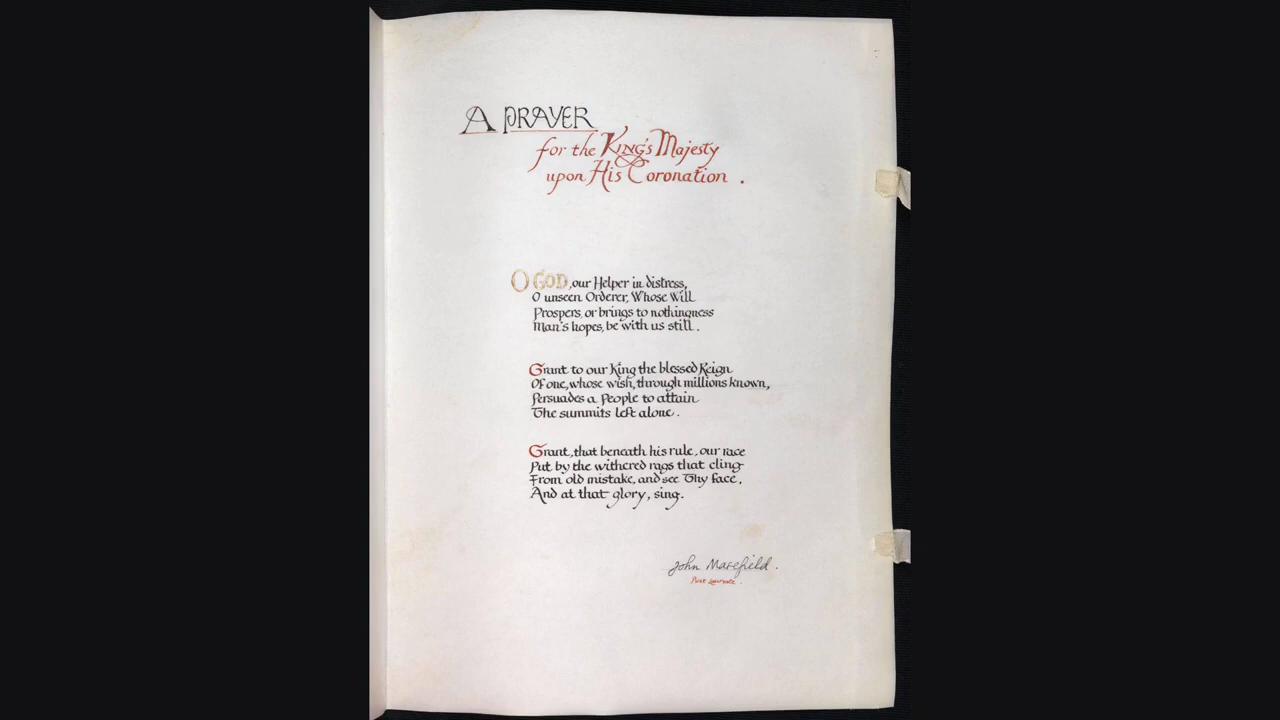 A PRAYER
for the KING'S Majesty
upon His Coronation .
O GOD, our Helper in distress,
O unseen Orderer, Whose Will
Prospers, or brings to nothingness
Man's hopes, be with us still.
Grant to our King the blessed Reign
Of one, whose wish, through millions known,
Persuades a People to attain
The summits left alone.
Grant, that beneath his rule, our race
Put by the withered rags that cling
From old mistake, and see Thy face,
And at that glory, sing.
John Masefield.
Poet Laureate.